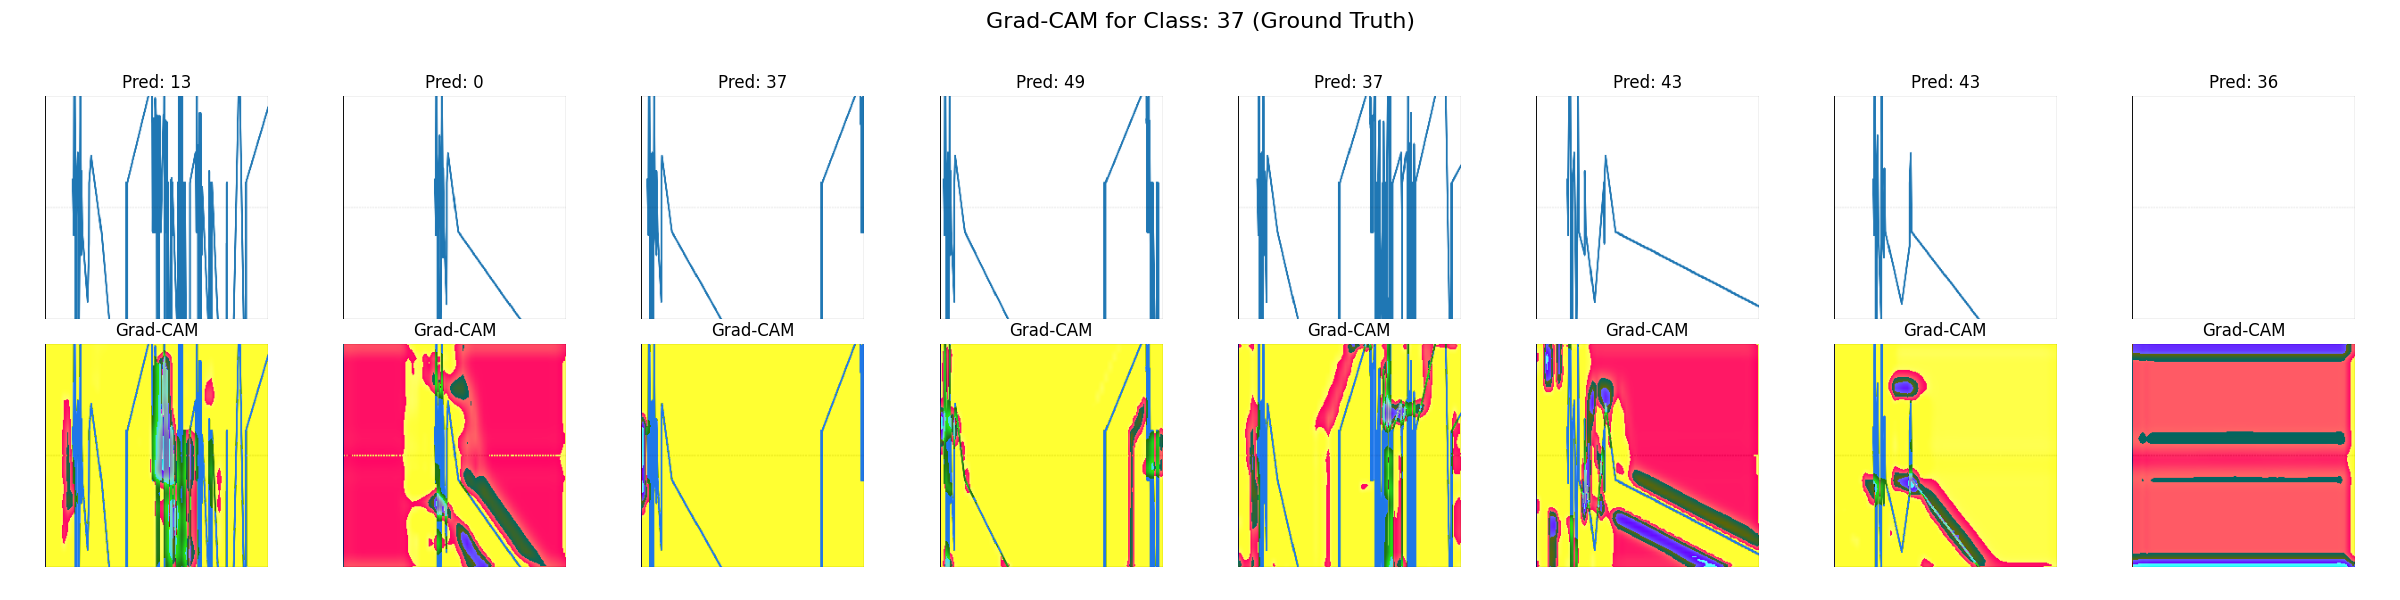 Grad-CAM for Class: 37 (Ground Truth)
Pred: 13 Pred: 0 Pred: 37 Pred: 49 Pred: 37 Pred: 43 Pred: 43 Pred: 36
Grad-CAM Grad-CAM Grad-CAM Grad-CAM Grad-CAM Grad-CAM Grad-CAM Grad-CAM